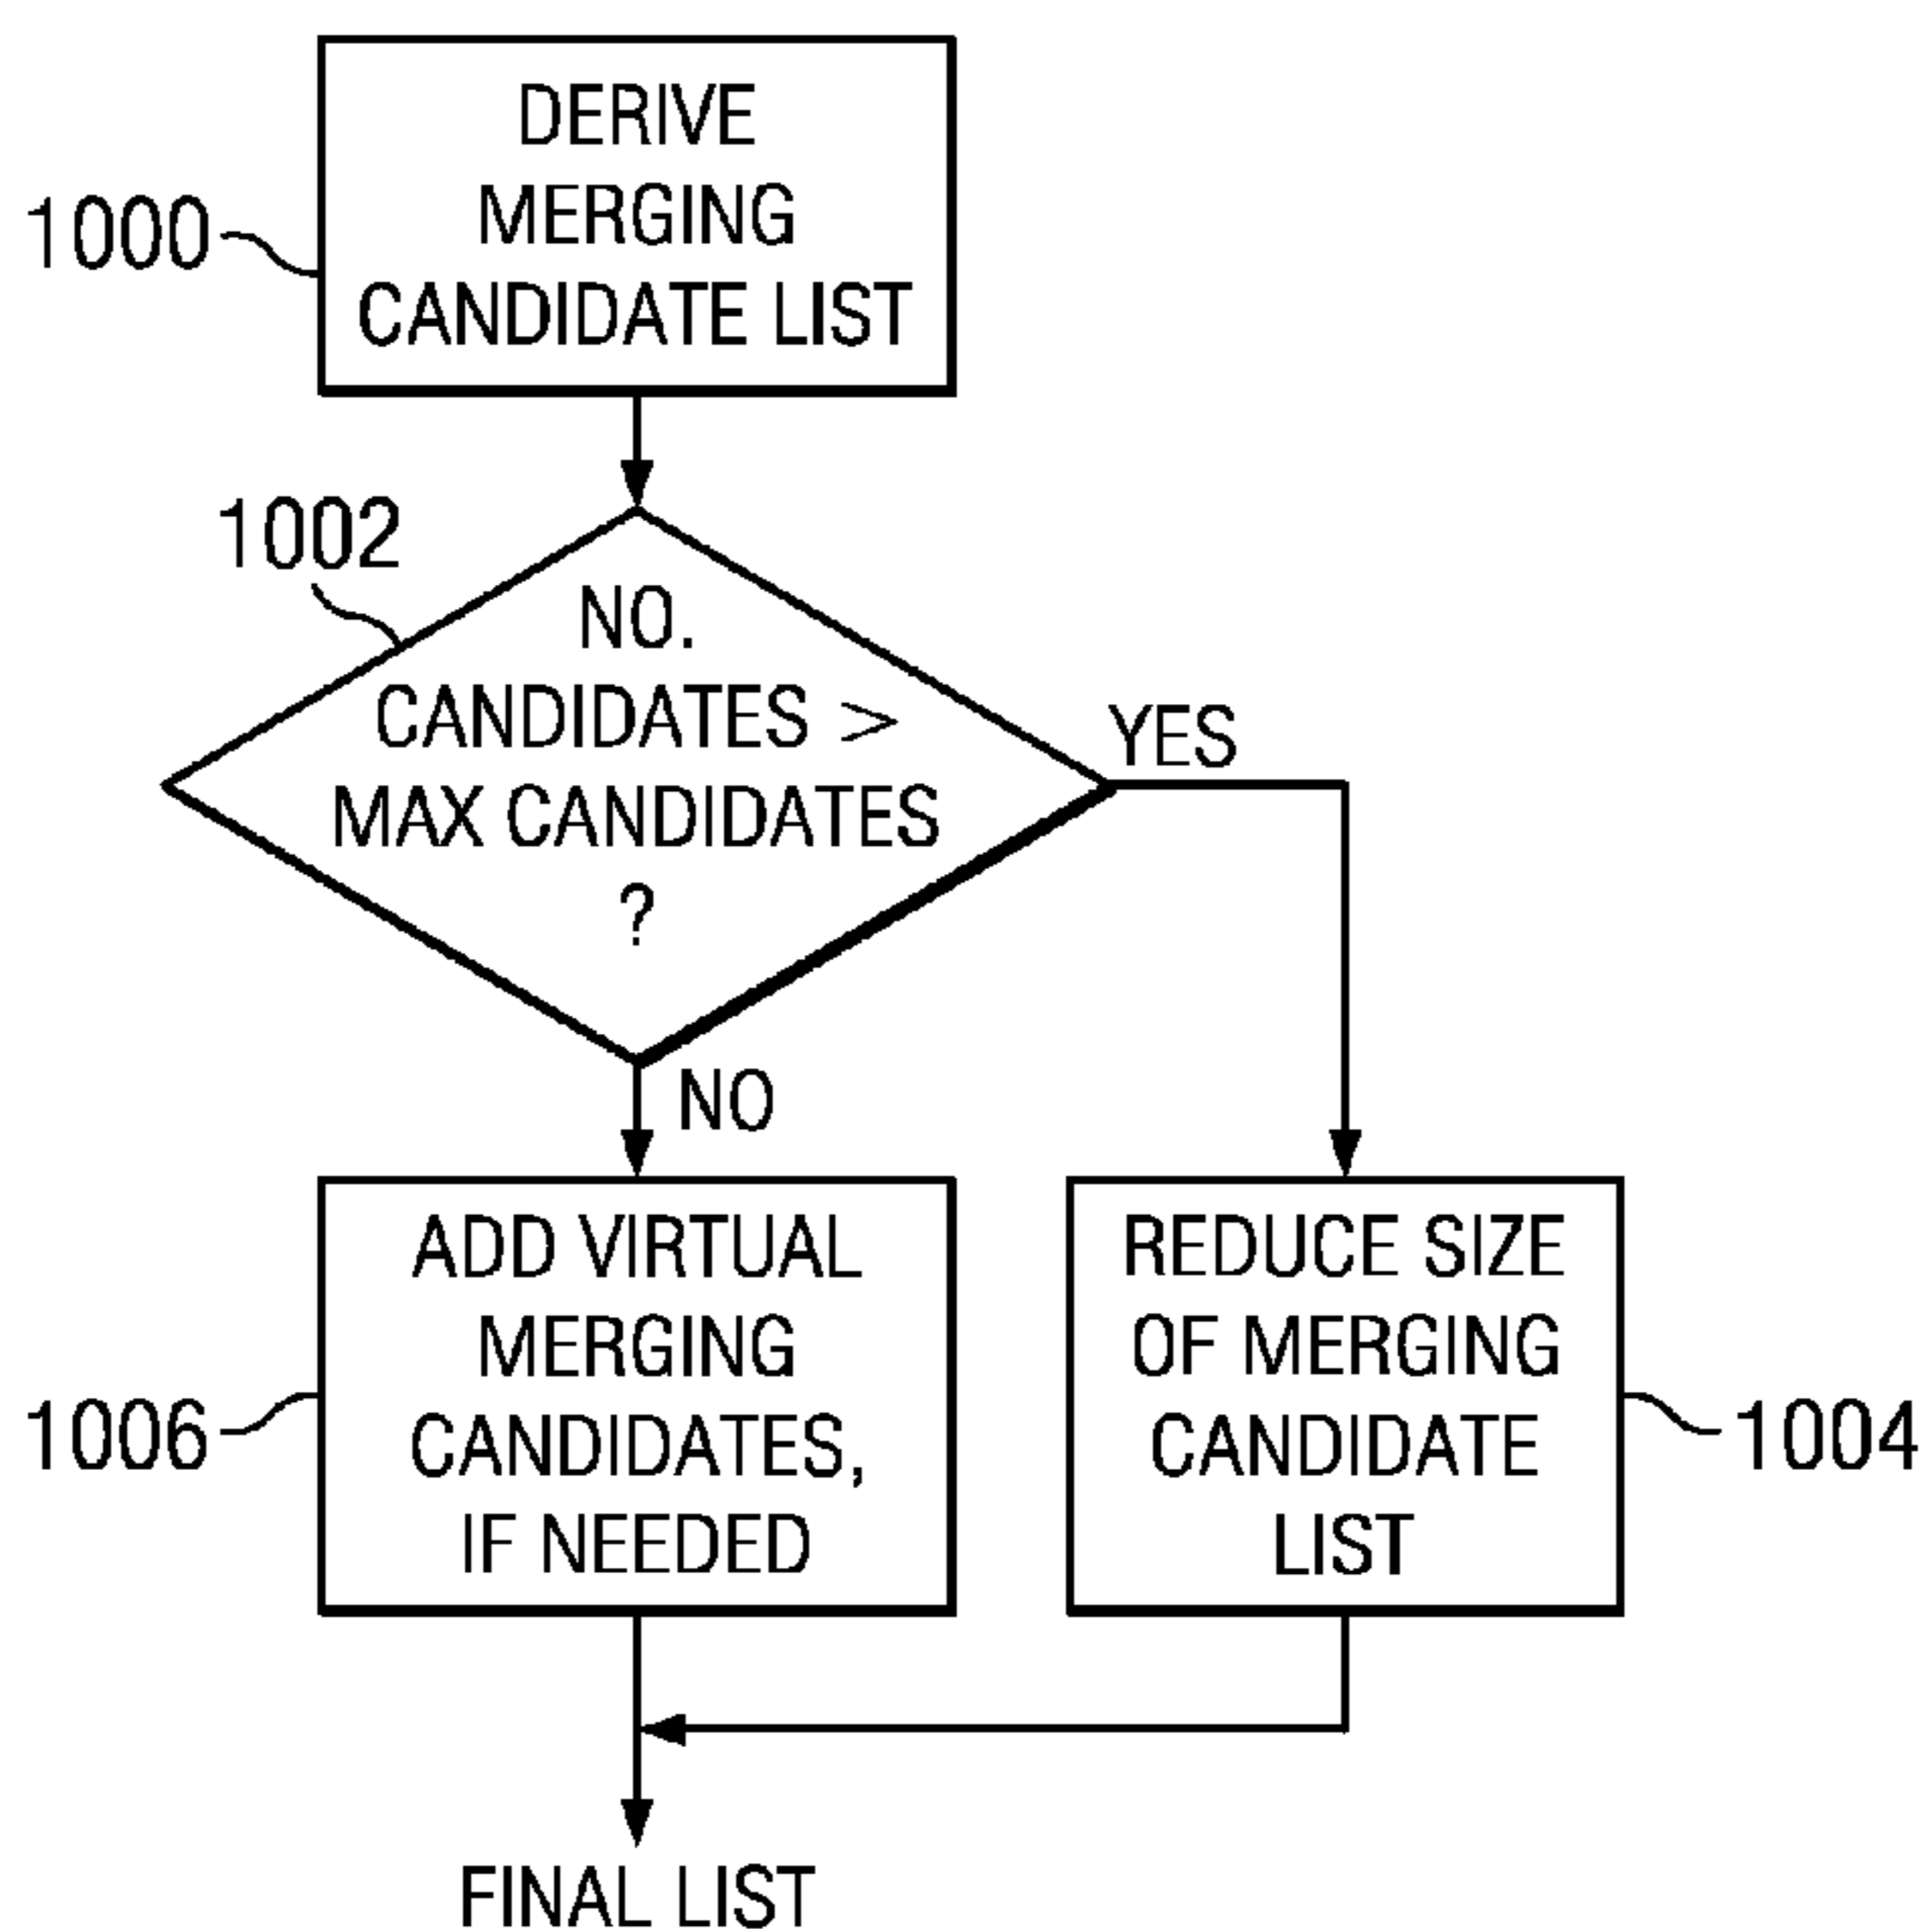 DERIVE
MERGING
CANDIDATE LIST
1000
1002
NO.
CANDIDATES >
MAX CANDIDATES
?
YES
NO
ADD VIRTUAL
MERGING
CANDIDATES,
IF NEEDED
1006
REDUCE SIZE
OF MERGING
CANDIDATE
LIST
1004
FINAL LIST